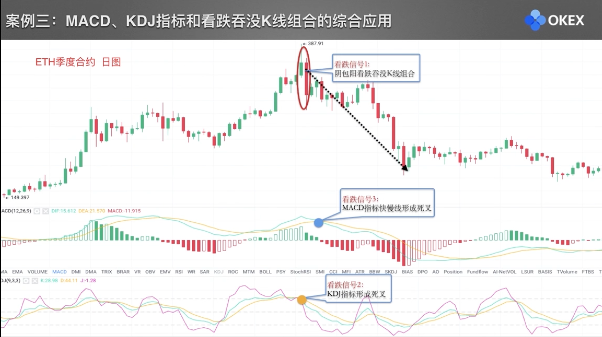 案例三：MACD、KDJ指标和看跌吞没K线组合的综合应用
OKEX
387.91
ETH季度合约 日图
看跌信号1：
阴包阳看跌吞没K线组合
149.297
看跌信号3：
MACD指标快慢线形成死叉
MACD: 11.915
MA EMA VOLUME MACD DMI DMA TRIX BRAR VR OBV EMV RSI WR SAR KDJ ROC MTM BOLL PSY StochRSI SMI CCI MFI ATR BBW SKDJ BIAS DPO AO Position Fundflow AI-NetVOL LSUR BASIS TVolume FTBS
看跌信号2：
KDJ指标形成死叉